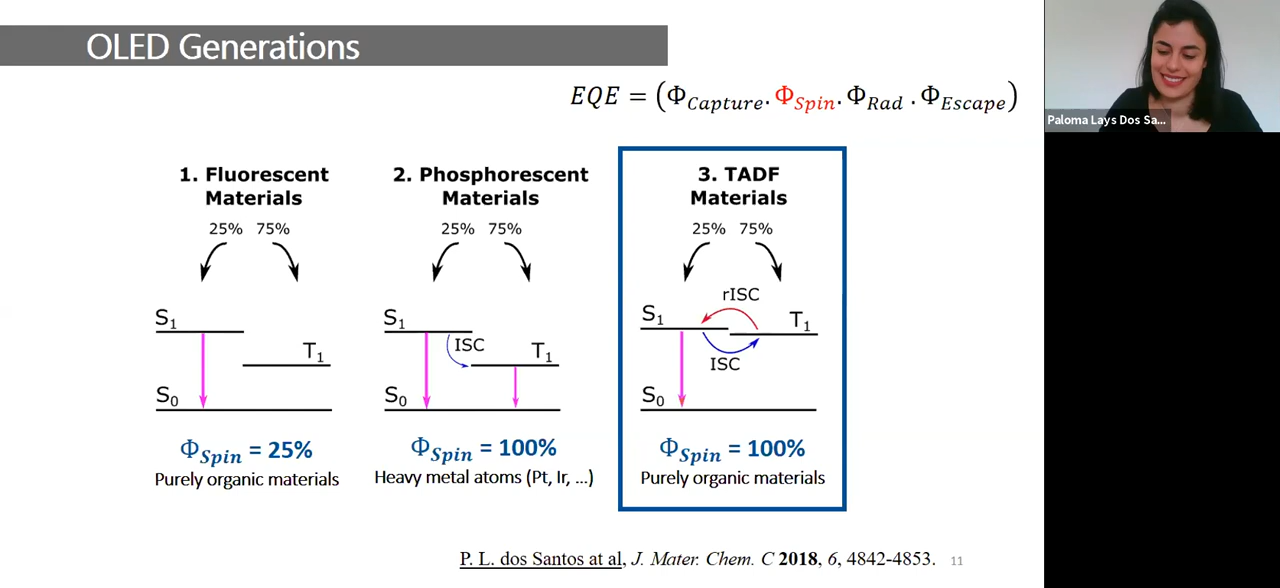 OLED Generations
EQE = (Φ_Capture. Φ_Spin. Φ_Rad . Φ_Escape)
Paloma Lays Dos Sa...
1. Fluorescent
Materials
25% 75%
S₁
T₁
S₀
Φ_Spin = 25%
Purely organic materials
2. Phosphorescent
Materials
25% 75%
S₁
ISC
T₁
S₀
Φ_Spin = 100%
Heavy metal atoms (Pt, Ir, ...)
3. TADF
Materials
25% 75%
rISC
S₁
T₁
ISC
S₀
Φ_Spin = 100%
Purely organic materials
P. L. dos Santos at al, J. Mater. Chem. C 2018, 6, 4842-4853.
11